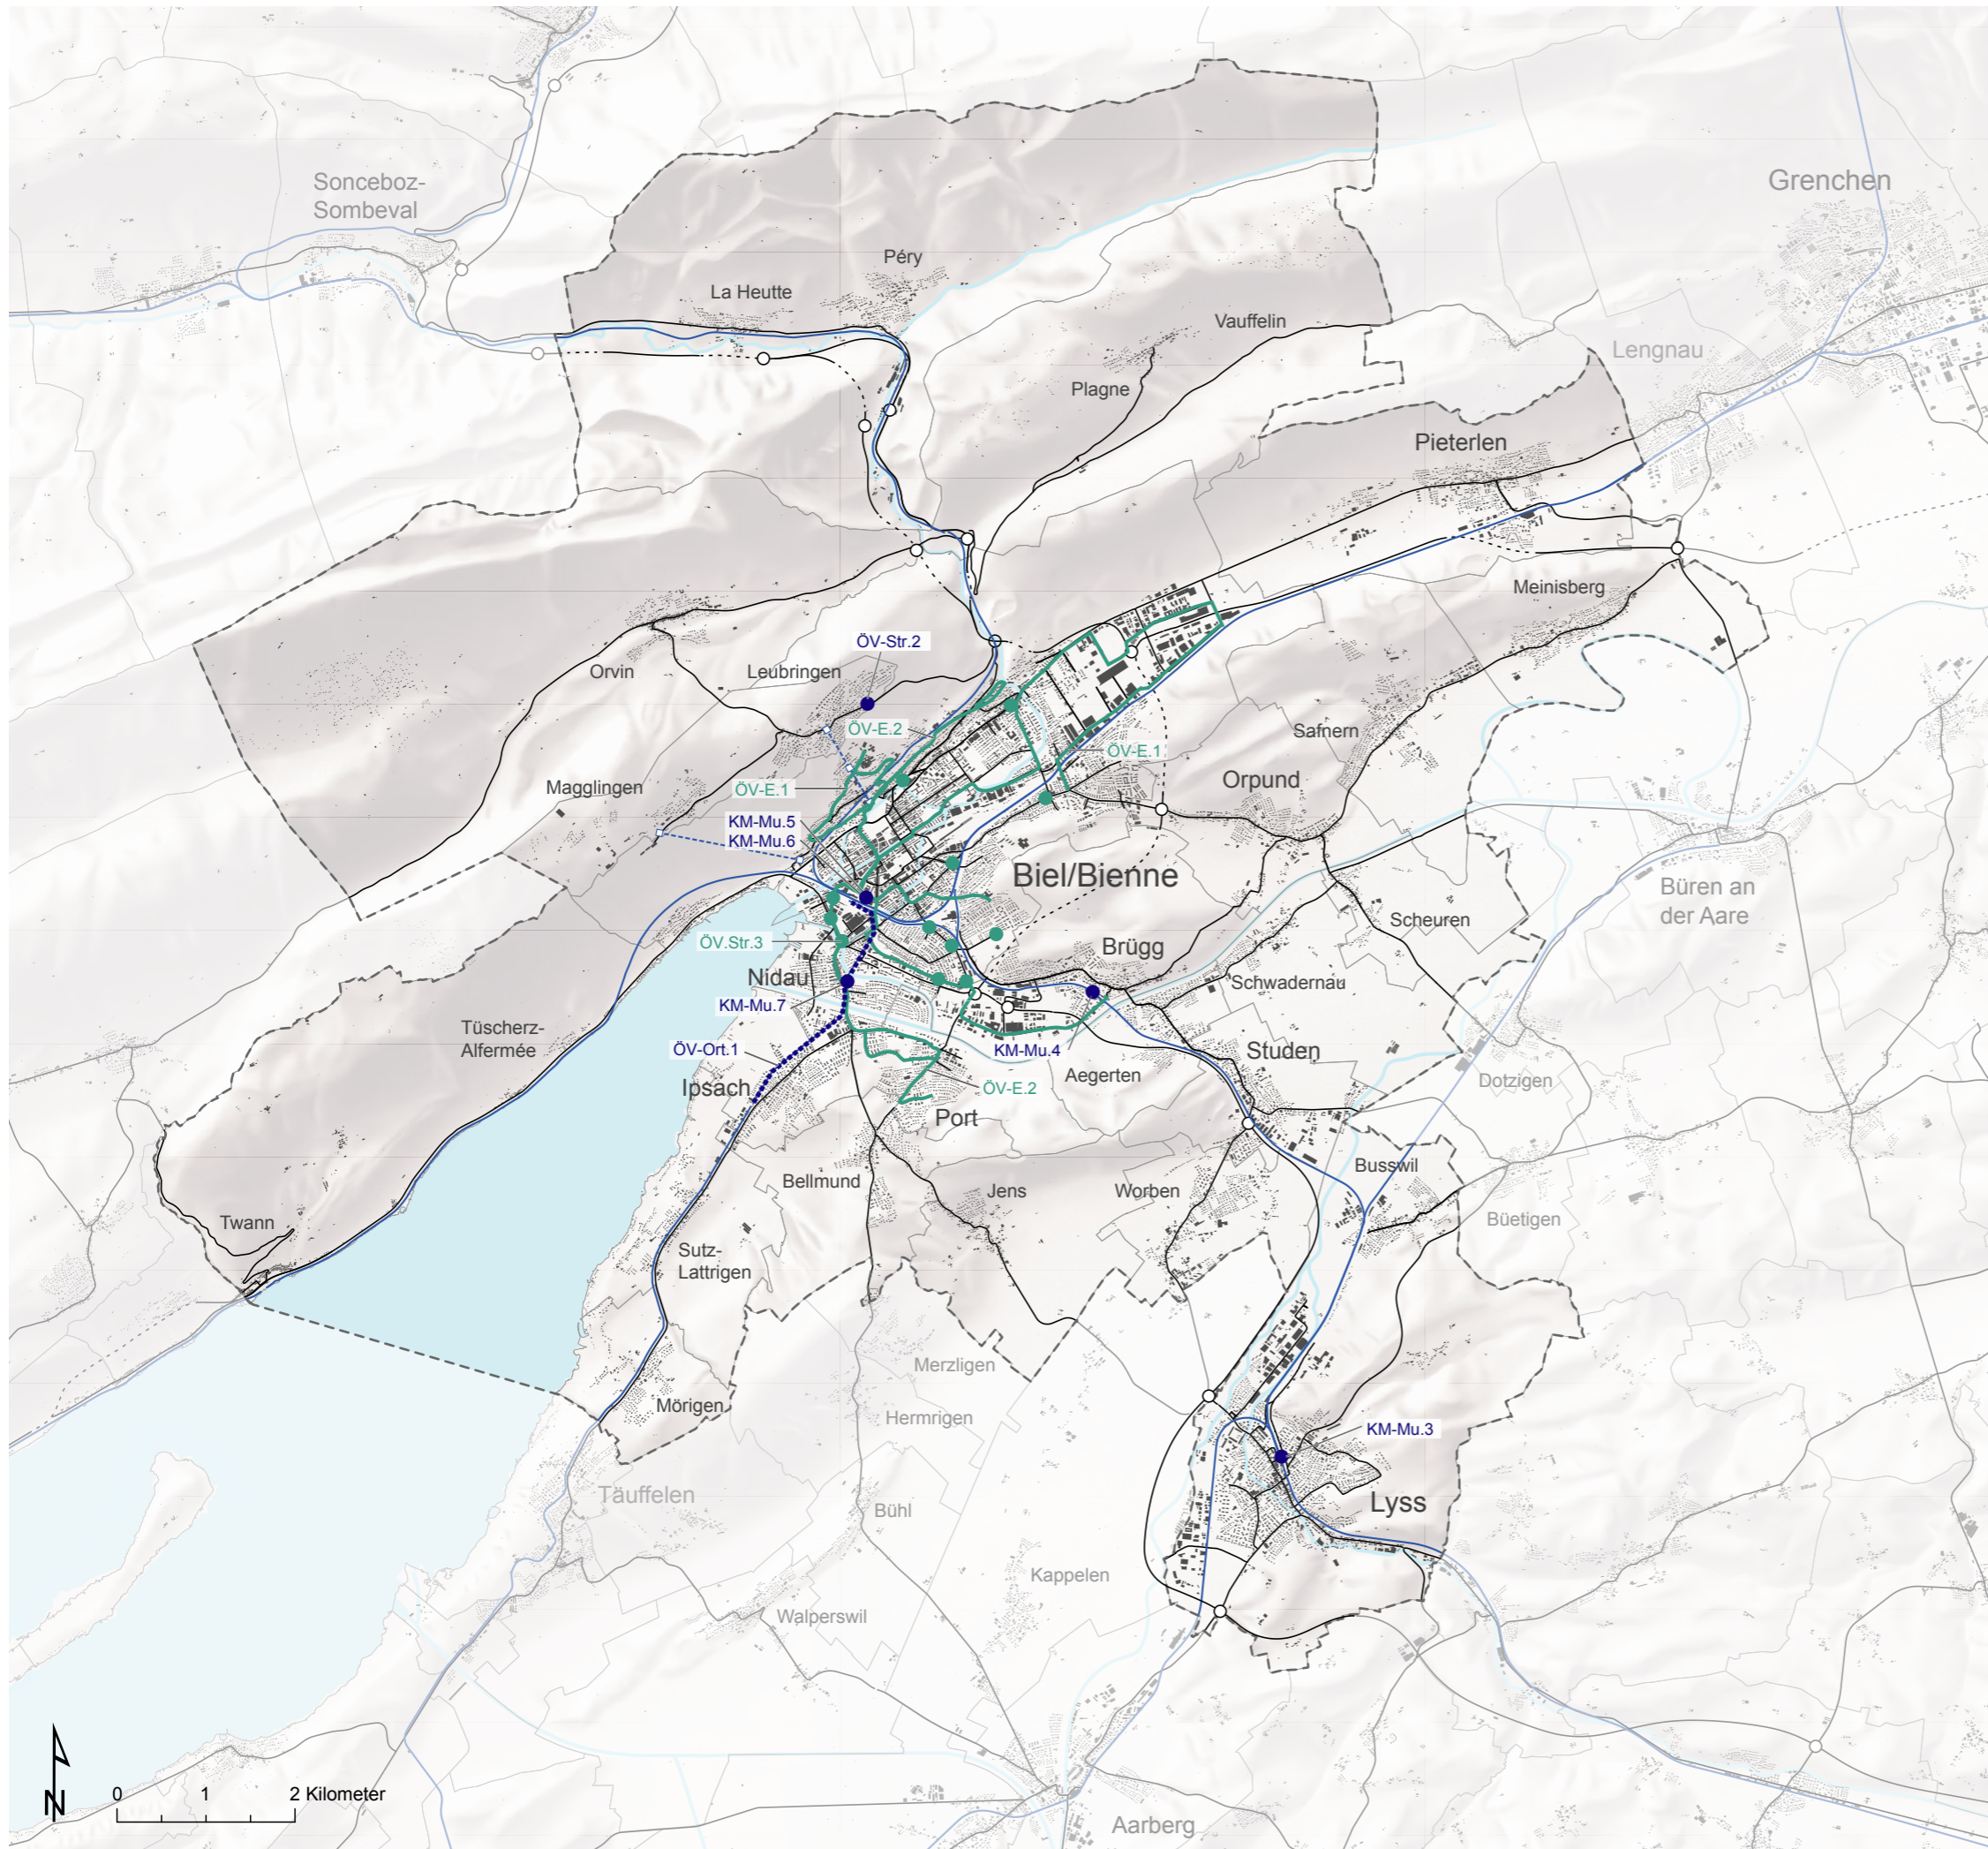 Grenchen
Sonceboz-
Sombeval
Péry
La Heutte
Vauffelin
Lengnau
Plagne
Pieterlen
Meinisberg
ÖV-Str.2
Orvin
Leubringen
ÖV-E.2
Safnern
ÖV-E.1
Orpund
Magglingen
ÖV-E.1
KM-Mu.5
KM-Mu.6
Biel/Bienne
Büren an
der Aare
Scheuren
ÖV.Str.3
Brügg
Nidau
Schwadernau
KM-Mu.7
Tüscherz-
Alfermée
ÖV-Ort.1
KM-Mu.4
Studen
Aegerten
Dotzigen
Ipsach
ÖV-E.2
Port
Busswil
Bellmund
Jens
Worben
Twann
Büetigen
Sutz-
Lattrigen
Merzligen
Mörigen
Hermrigen
KM-Mu.3
Täuffelen
Lyss
Bühl
Kappelen
Walperswil
N
0 1 2 Kilometer
Aarberg